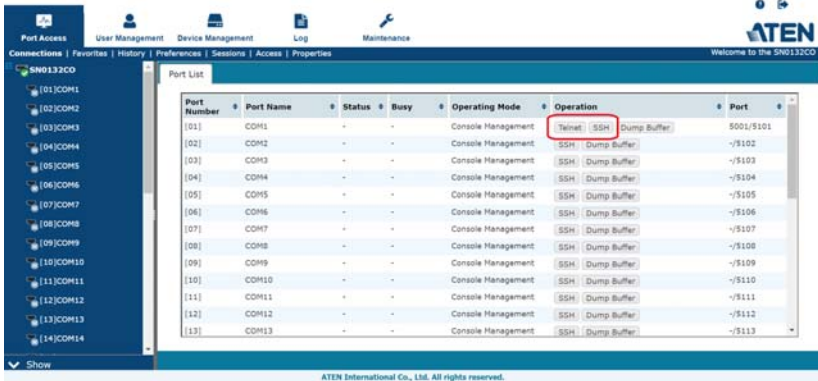 Port Access
User Management
Device Management
Log
Maintenance
ATEN
Connections | Favorites | History | Preferences | Sessions | Access | Properties
Welcome to the SN0132CO
SN0132CO
[01]COM1
[02]COM2
[03]COM3
[04]COM4
[05]COM5
[06]COM6
[07]COM7
[08]COM8
[09]COM9
[10]COM10
[11]COM11
[12]COM12
[13]COM13
[14]COM14
Show
Port List
Port Number Port Name Status Busy Operating Mode Operation Port
[01] COM1 - - Console Management Telnet SSH Dump Buffer 5001/5101
[02] COM2 - - Console Management SSH Dump Buffer -/5102
[03] COM3 - - Console Management SSH Dump Buffer -/5103
[04] COM4 - - Console Management SSH Dump Buffer -/5104
[05] COM5 - - Console Management SSH Dump Buffer -/5105
[06] COM6 - - Console Management SSH Dump Buffer -/5106
[07] COM7 - - Console Management SSH Dump Buffer -/5107
[08] COM8 - - Console Management SSH Dump Buffer -/5108
[09] COM9 - - Console Management SSH Dump Buffer -/5109
[10] COM10 - - Console Management SSH Dump Buffer -/5110
[11] COM11 - - Console Management SSH Dump Buffer -/5111
[12] COM12 - - Console Management SSH Dump Buffer -/5112
[13] COM13 - - Console Management SSH Dump Buffer -/5113
ATEN International Co., Ltd. All rights reserved.